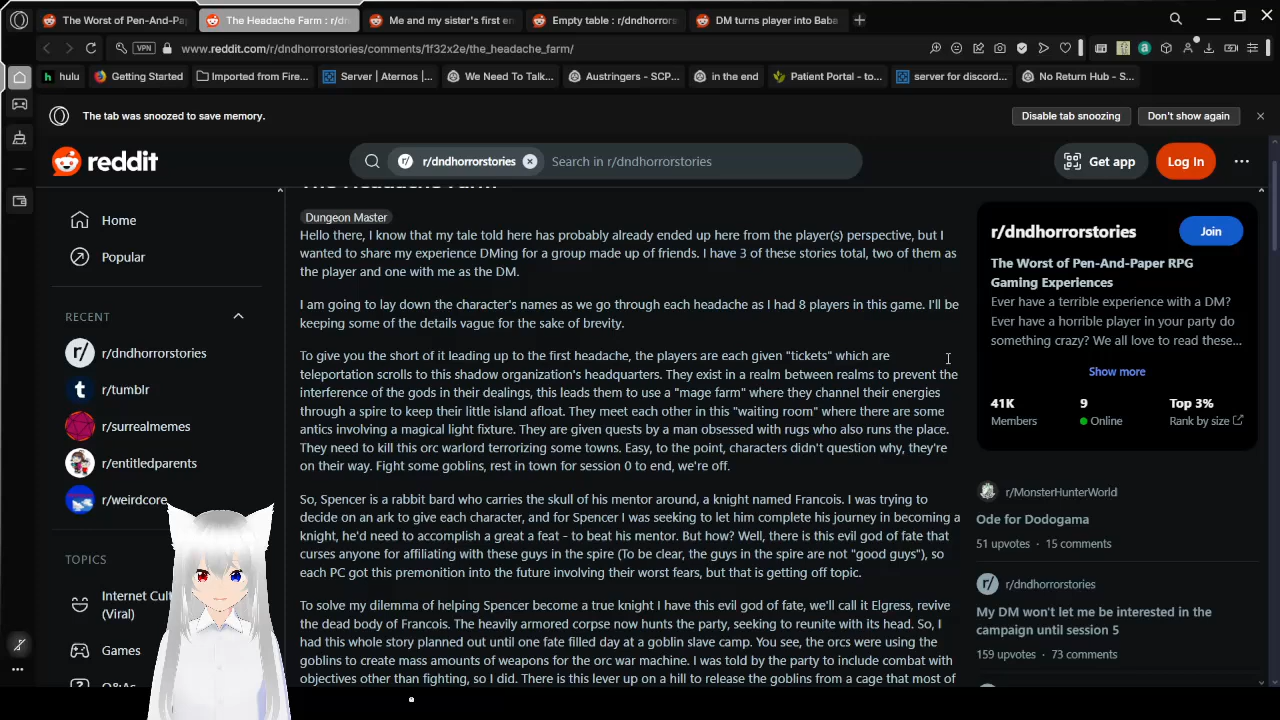 The Worst of Pen-And-Pa
The Headache Farm : r/dn
Me and my sister's first en
Empty table : r/dndhorrors
DM turns player into Baba
VPN
www.reddit.com/r/dndhorrorstories/comments/1f32x2e/the_headache_farm/
hulu
Getting Started
Imported from Fire...
Server | Aternos |...
We Need To Talk...
Austringers - SCP...
in the end
Patient Portal - to...
server for discord...
No Return Hub - S...
The tab was snoozed to save memory.
Disable tab snoozing
Don't show again
reddit
r/dndhorrorstories
Search in r/dndhorrorstories
Get app
Log In
Home
Popular
RECENT
r/dndhorrorstories
r/tumblr
r/surrealmemes
r/entitledparents
r/weirdcore
TOPICS
Internet Cul
(Viral)
Games
Q&As
The Headache Farm
Dungeon Master
Hello there, I know that my tale told here has probably already ended up here from the player(s) perspective, but I
wanted to share my experience DMing for a group made up of friends. I have 3 of these stories total, two of them as
the player and one with me as the DM.
I am going to lay down the character's names as we go through each headache as I had 8 players in this game. I'll be
keeping some of the details vague for the sake of brevity.
To give you the short of it leading up to the first headache, the players are each given "tickets" which are
teleportation scrolls to this shadow organization's headquarters. They exist in a realm between realms to prevent the
interference of the gods in their dealings, this leads them to use a "mage farm" where they channel their energies
through a spire to keep their little island afloat. They meet each other in this "waiting room" where there are some
antics involving a magical light fixture. They are given quests by a man obsessed with rugs who also runs the place.
They need to kill this orc warlord terrorizing some towns. Easy, to the point, characters didn't question why, they're
on their way. Fight some goblins, rest in town for session 0 to end, we're off.
So, Spencer is a rabbit bard who carries the skull of his mentor around, a knight named Francois. I was trying to
decide on an ark to give each character, and for Spencer I was seeking to let him complete his journey in becoming a
knight, he'd need to accomplish a great a feat - to beat his mentor. But how? Well, there is this evil god of fate that
curses anyone for affiliating with these guys in the spire (To be clear, the guys in the spire are not "good guys"), so
each PC got this premonition into the future involving their worst fears, but that is getting off topic.
To solve my dilemma of helping Spencer become a true knight I have this evil god of fate, we'll call it Elgress, revive
the dead body of Francois. The heavily armored corpse now hunts the party, seeking to reunite with its head. So, I
had this whole story planned out until one fate filled day at a goblin slave camp. You see, the orcs were using the
goblins to create mass amounts of weapons for the orc war machine. I was told by the party to include combat with
objectives other than fighting, so I did. There is this lever up on a hill to release the goblins from a cage that most of
r/dndhorrorstories
Join
The Worst of Pen-And-Paper RPG
Gaming Experiences
Ever have a terrible experience with a DM?
Ever have a horrible player in your party do
something crazy? We all love to read these...
Show more
41K
9
Top 3%
Members
Online
Rank by size
r/MonsterHunterWorld
Ode for Dodogama
51 upvotes · 15 comments
r/dndhorrorstories
My DM won't let me be interested in the
campaign until session 5
159 upvotes · 73 comments